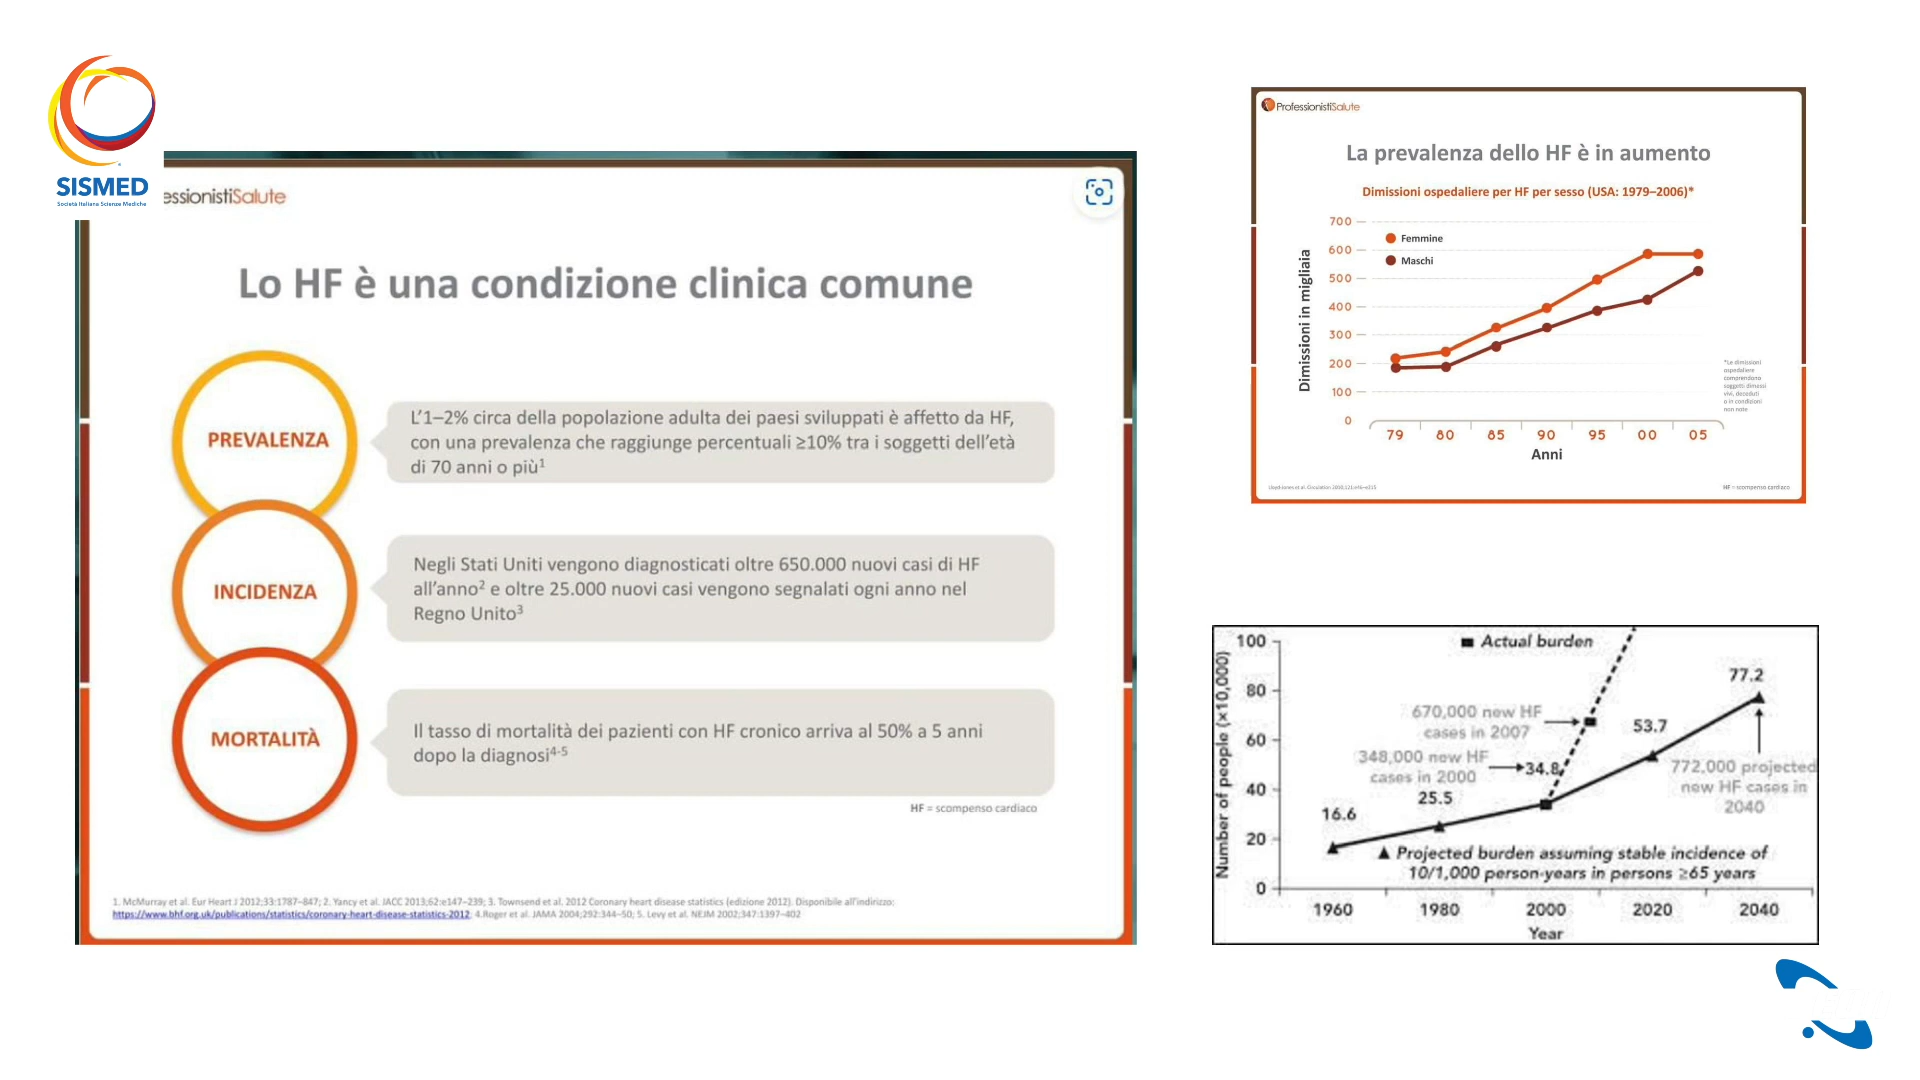 SISMED
Società Italiana Scienze Mediche
essionistiSalute
Lo HF è una condizione clinica comune
PREVALENZA
L'1–2% circa della popolazione adulta dei paesi sviluppati è affetto da HF,
con una prevalenza che raggiunge percentuali ≥10% tra i soggetti dell'età
di 70 anni o più¹
INCIDENZA
Negli Stati Uniti vengono diagnosticati oltre 650.000 nuovi casi di HF
all'anno² e oltre 25.000 nuovi casi vengono segnalati ogni anno nel
Regno Unito³
MORTALITÀ
Il tasso di mortalità dei pazienti con HF cronico arriva al 50% a 5 anni
dopo la diagnosi⁴⁻⁵
HF = scompenso cardiaco
1. McMurray et al. Eur Heart J 2012;33:1787–847; 2. Yancy et al. JACC 2013;62:e147–239; 3. Townsend et al. 2012 Coronary heart disease statistics (edizione 2012). Disponibile all'indirizzo:
https://www.bhf.org.uk/publications/statistics/coronary-heart-disease-statistics-2012; 4.Roger et al. JAMA 2004;292:344–50; 5. Levy et al. NEJM 2002;347:1397–402
ProfessionistiSalute
La prevalenza dello HF è in aumento
Dimissioni ospedaliere per HF per sesso (USA: 1979–2006)*
Dimissioni in migliaia
700
600
500
400
300
200
100
0
Femmine
Maschi
79 80 85 90 95 00 05
Anni
*Le dimissioni
ospedaliere
comprendono
soggetti dimessi
vivi, deceduti
o in condizioni
non note
HF = scompenso cardiaco
Number of people (×10,000)
100
80
60
40
20
0
Actual burden
670,000 new HF
cases in 2007
348,000 new HF
cases in 2000
16.6
25.5
34.8
53.7
77.2
772,000 projected
new HF cases in
2040
Projected burden assuming stable incidence of
10/1,000 person-years in persons ≥65 years
1960 1980 2000 2020 2040
Year